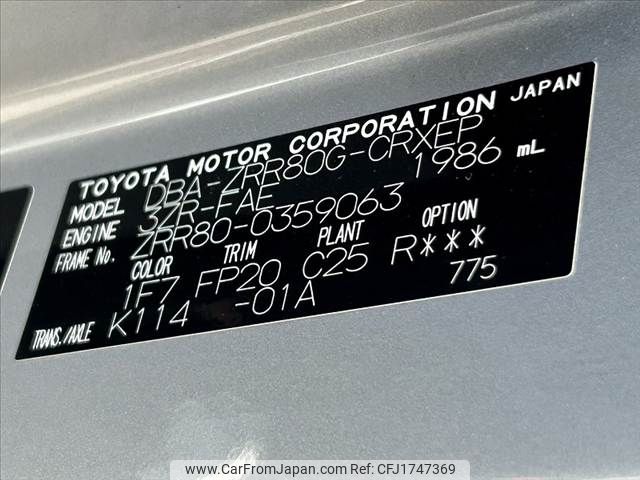 TOYOTA MOTOR CORPORATION JAPAN
MODEL DBA-ZRR80G-CRXEP
ENGINE 3ZR-FAE 1986 mL
FRAME No. ZRR80-0359063
COLOR TRIM PLANT OPTION
1F7 FP20 C25 R***
TRANS./AXLE K114 -01A 775
www.CarFromJapan.com | Ref. No: CFJ1747369